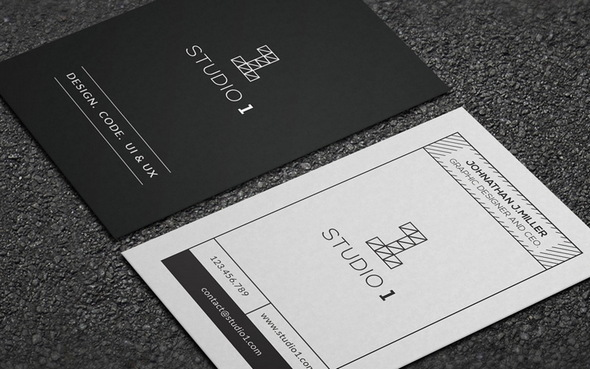 STUDIO 1
DESIGN. CODE. UI & UX
JOHNATHAN J.MILLER
GRAPHIC DESIGNER AND CEO
STUDIO 1
123.456.789
www.studio1.com
contact@studio1.com